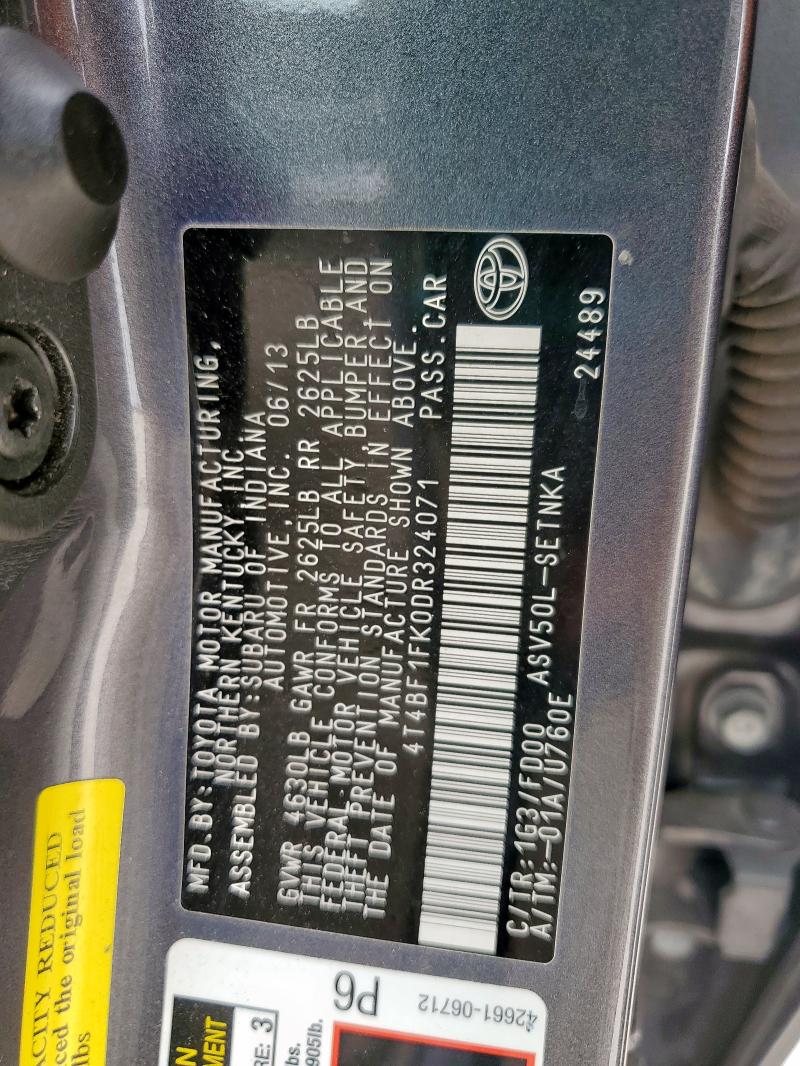 MFD BY:TOYOTA MOTOR MANUFACTURING,
NORTHERN KENTUCKY,INC
ASSEMBLED BY:SUBARU OF INDIANA
AUTOMOTIVE,INC. 06/13
GVWR 4630LB GAWR FR 2625LB RR 2625LB
THIS VEHICLE CONFORMS TO ALL APPLICABLE
FEDERAL MOTOR VEHICLE SAFETY, BUMPER AND
THEFT PREVENTION STANDARDS IN EFFECT ON
THE DATE OF MANUFACTURE SHOWN ABOVE.
4T4BF1FK0DR324071 PASS.CAR
C/TR:1G3/FD00 ASV50L-SETNKA
A/TM:-01A/U760E 24489
ACITY REDUCED
ced the original load
lbs
P6
42661-06712
MENT
RE: 3
bs.
905lb.